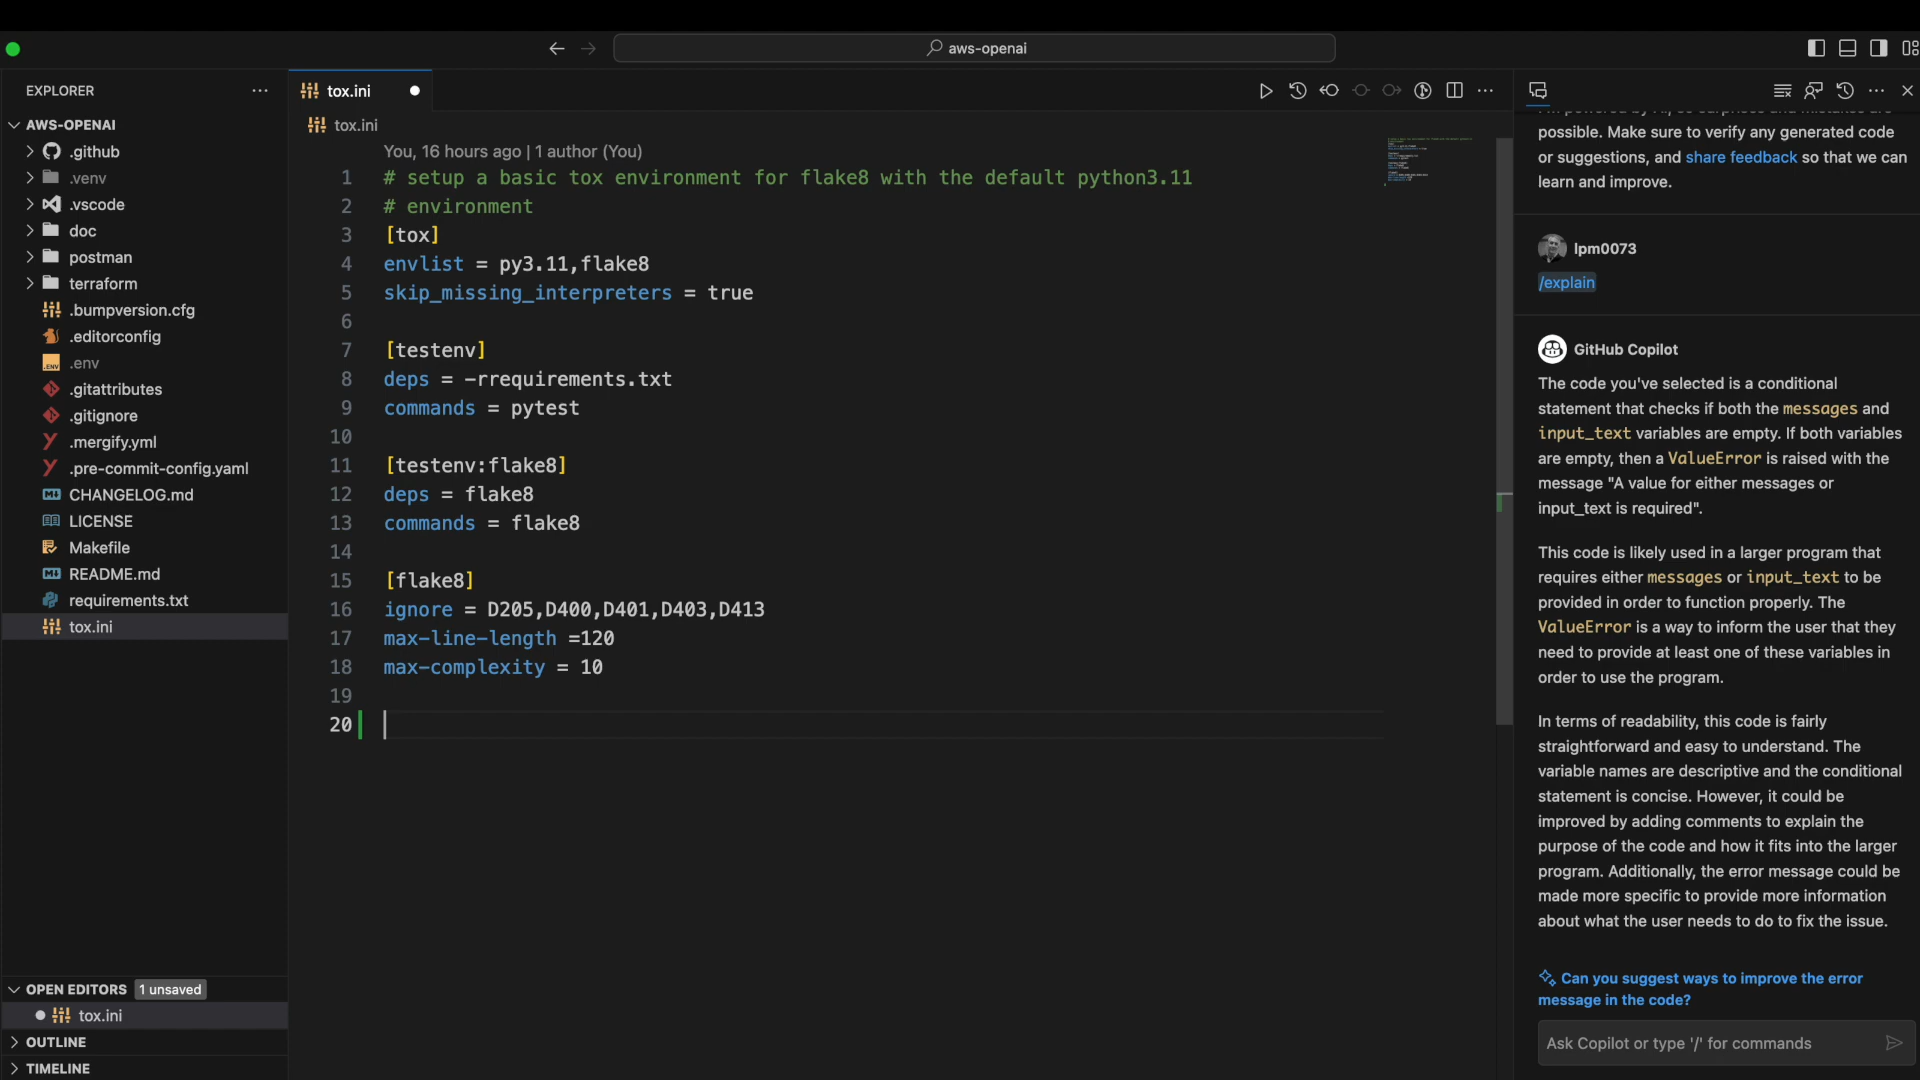 aws-openai
EXPLORER
AWS-OPENAI
.github
.venv
.vscode
doc
postman
terraform
.bumpversion.cfg
.editorconfig
.env
.gitattributes
.gitignore
.mergify.yml
.pre-commit-config.yaml
CHANGELOG.md
LICENSE
Makefile
README.md
requirements.txt
tox.ini
OPEN EDITORS 1 unsaved
tox.ini
OUTLINE
TIMELINE
tox.ini
tox.ini
You, 16 hours ago | 1 author (You)
1 # setup a basic tox environment for flake8 with the default python3.11
2 # environment
3 [tox]
4 envlist = py3.11,flake8
5 skip_missing_interpreters = true
6
7 [testenv]
8 deps = -rrequirements.txt
9 commands = pytest
10
11 [testenv:flake8]
12 deps = flake8
13 commands = flake8
14
15 [flake8]
16 ignore = D205,D400,D401,D403,D413
17 max-line-length =120
18 max-complexity = 10
19
20
possible. Make sure to verify any generated code
or suggestions, and share feedback so that we can
learn and improve.
lpm0073
/explain
GitHub Copilot
The code you've selected is a conditional
statement that checks if both the messages and
input_text variables are empty. If both variables
are empty, then a ValueError is raised with the
message "A value for either messages or
input_text is required".
This code is likely used in a larger program that
requires either messages or input_text to be
provided in order to function properly. The
ValueError is a way to inform the user that they
need to provide at least one of these variables in
order to use the program.
In terms of readability, this code is fairly
straightforward and easy to understand. The
variable names are descriptive and the conditional
statement is concise. However, it could be
improved by adding comments to explain the
purpose of the code and how it fits into the larger
program. Additionally, the error message could be
made more specific to provide more information
about what the user needs to do to fix the issue.
Can you suggest ways to improve the error
message in the code?
Ask Copilot or type '/' for commands